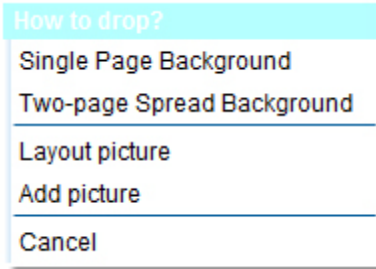 How to drop?
Single Page Background
Two-page Spread Background
Layout picture
Add picture
Cancel